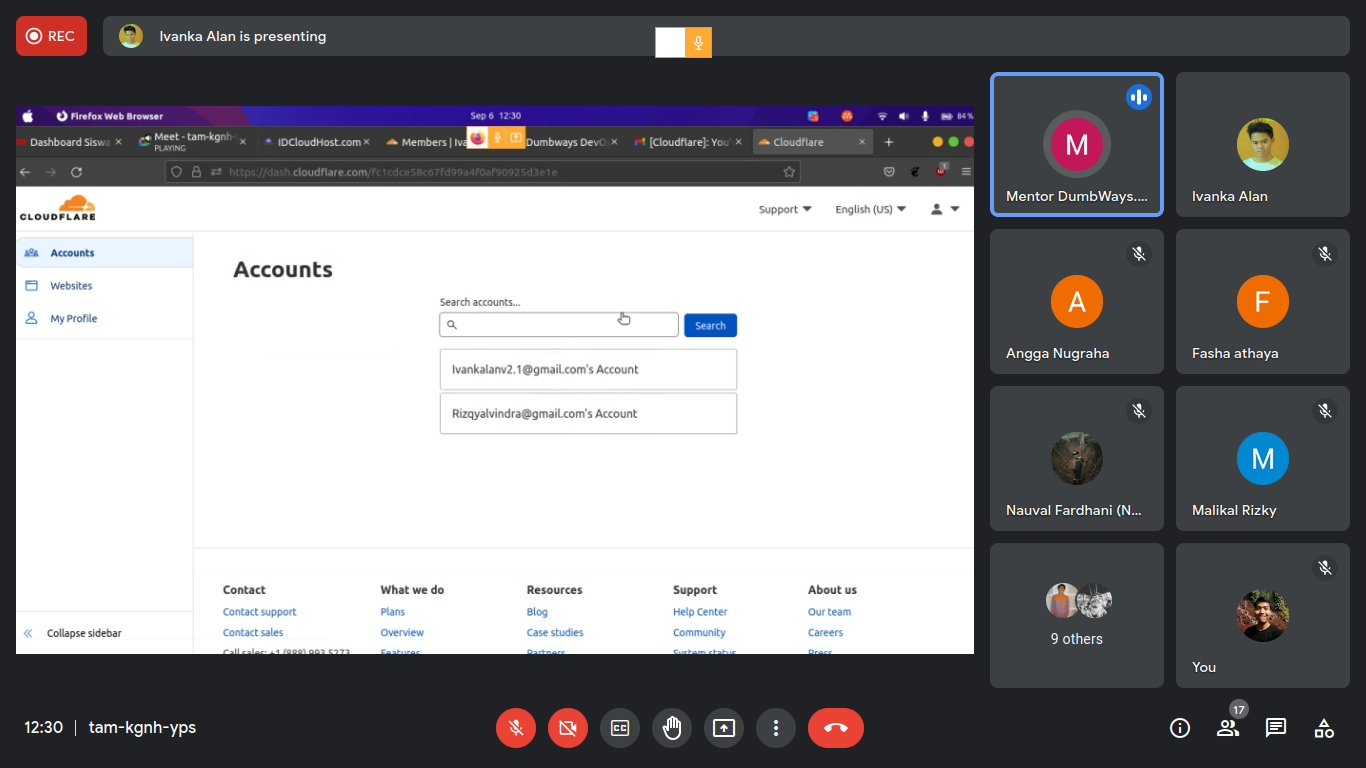 REC
Ivanka Alan is presenting
Firefox Web Browser
Sep 6 12:30
84 %
Dashboard Siswa
Meet - tam-kgnh-
PLAYING
IDCloudHost.com
Members | Iva
Dumbways DevO
[Cloudflare]: You'
Cloudflare
https://dash.cloudflare.com/fc1cdce58c67fd99a4f0af90925d3e1e
CLOUDFLARE
Support
English (US)
Accounts
Websites
My Profile
Collapse sidebar
Accounts
Search accounts...
Search
Ivankalanv2.1@gmail.com's Account
Rizqyalvindra@gmail.com's Account
Contact
Contact support
Contact sales
Call sales: +1 (888) 993 5273
What we do
Plans
Overview
Features
Resources
Blog
Case studies
Partners
Support
Help Center
Community
System status
About us
Our team
Careers
Press
M
Mentor DumbWays....
Ivanka Alan
A
Angga Nugraha
F
Fasha athaya
Nauval Fardhani (N...
M
Malikal Rizky
9 others
You
12:30 | tam-kgnh-yps
17